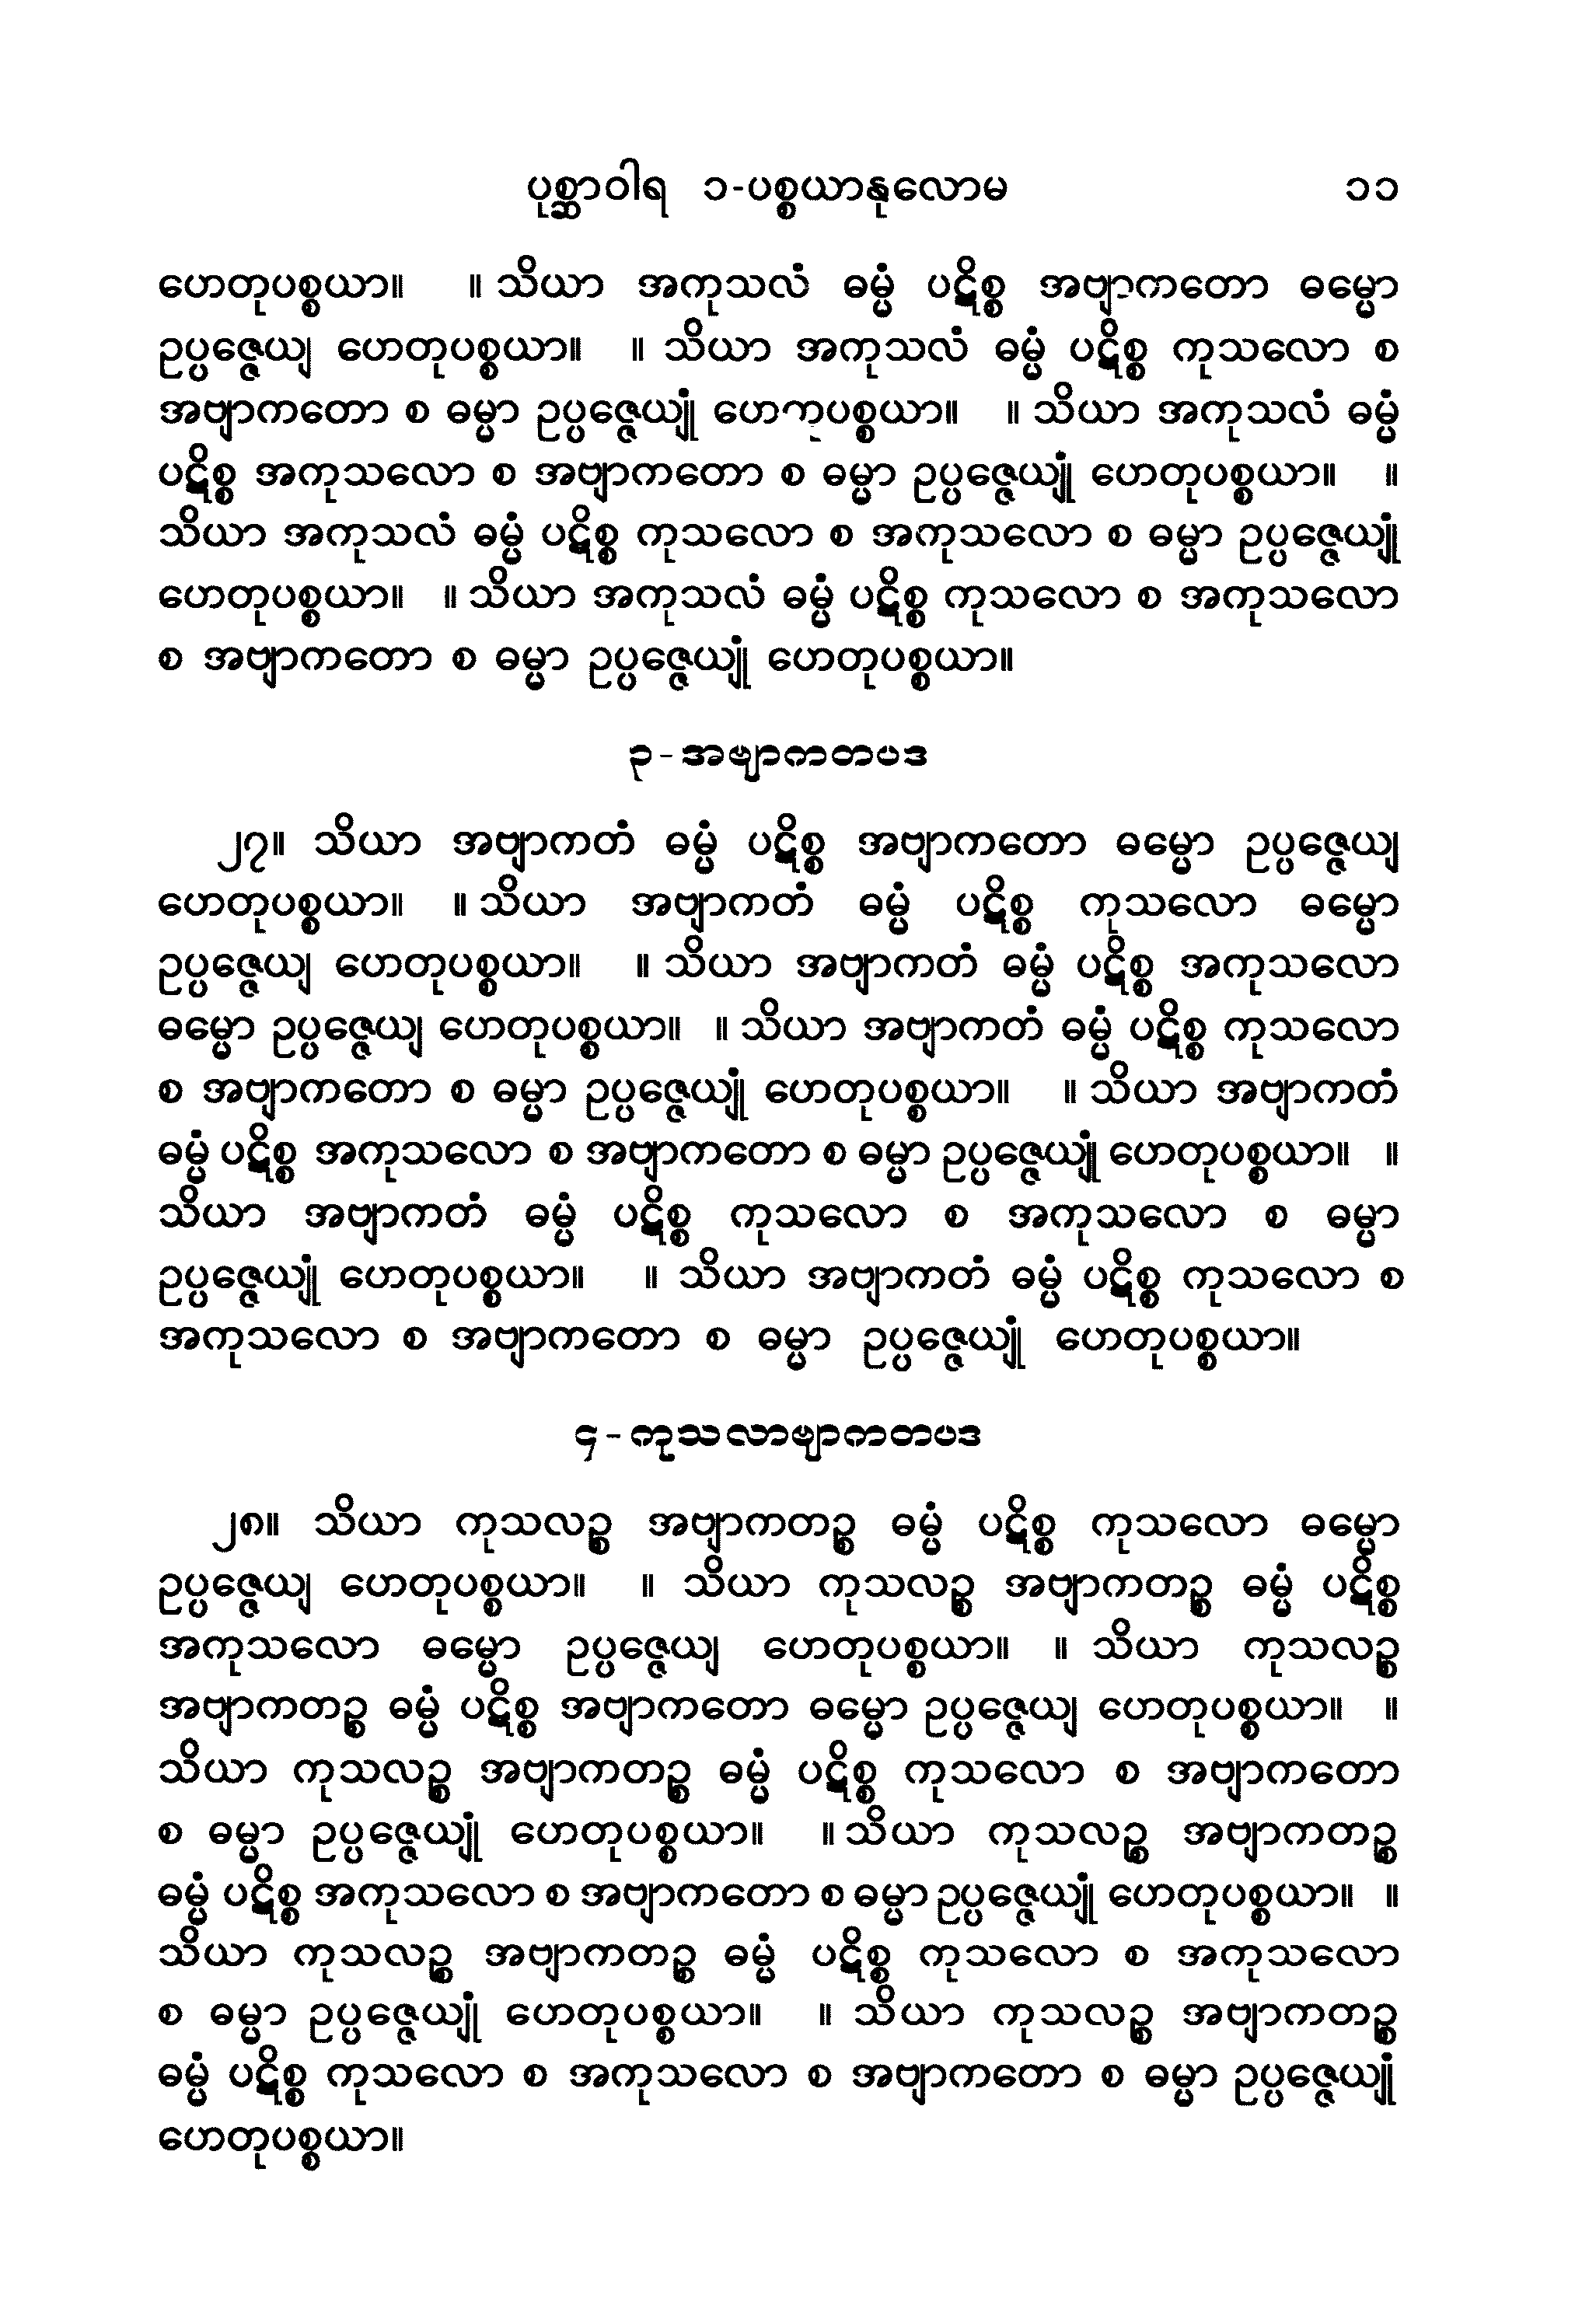 ပုစ္ဆာဝါရ ၁-ပစ္စယာနုလောမ ၁၁
ဟေတုပစ္စယာ။ ။ သိယာ အကုသလံ ဓမ္မံ ပဋိစ္စ အဗျာကတော ဓမ္မော
ဥပ္ပဇ္ဇေယျ ဟေတုပစ္စယာ။ ။ သိယာ အကုသလံ ဓမ္မံ ပဋိစ္စ ကုသလော စ
အဗျာကတော စ ဓမ္မာ ဥပ္ပဇ္ဇေယျုံ ဟေတုပစ္စယာ။ ။ သိယာ အကုသလံ ဓမ္မံ
ပဋိစ္စ အကုသလော စ အဗျာကတော စ ဓမ္မာ ဥပ္ပဇ္ဇေယျုံ ဟေတုပစ္စယာ။ ။
သိယာ အကုသလံ ဓမ္မံ ပဋိစ္စ ကုသလော စ အကုသလော စ ဓမ္မာ ဥပ္ပဇ္ဇေယျုံ
ဟေတုပစ္စယာ။ ။ သိယာ အကုသလံ ဓမ္မံ ပဋိစ္စ ကုသလော စ အကုသလော
စ အဗျာကတော စ ဓမ္မာ ဥပ္ပဇ္ဇေယျုံ ဟေတုပစ္စယာ။
၃-အဗျာကတပဒ
၂၇။ သိယာ အဗျာကတံ ဓမ္မံ ပဋိစ္စ အဗျာကတော ဓမ္မော ဥပ္ပဇ္ဇေယျ
ဟေတုပစ္စယာ။ ။ သိယာ အဗျာကတံ ဓမ္မံ ပဋိစ္စ ကုသလော ဓမ္မော
ဥပ္ပဇ္ဇေယျ ဟေတုပစ္စယာ။ ။ သိယာ အဗျာကတံ ဓမ္မံ ပဋိစ္စ အကုသလော
ဓမ္မော ဥပ္ပဇ္ဇေယျ ဟေတုပစ္စယာ။ ။ သိယာ အဗျာကတံ ဓမ္မံ ပဋိစ္စ ကုသလော
စ အဗျာကတော စ ဓမ္မာ ဥပ္ပဇ္ဇေယျုံ ဟေတုပစ္စယာ။ ။ သိယာ အဗျာကတံ
ဓမ္မံ ပဋိစ္စ အကုသလော စ အဗျာကတော စ ဓမ္မာ ဥပ္ပဇ္ဇေယျုံ ဟေတုပစ္စယာ။ ။
သိယာ အဗျာကတံ ဓမ္မံ ပဋိစ္စ ကုသလော စ အကုသလော စ ဓမ္မာ
ဥပ္ပဇ္ဇေယျုံ ဟေတုပစ္စယာ။ ။ သိယာ အဗျာကတံ ဓမ္မံ ပဋိစ္စ ကုသလော စ
အကုသလော စ အဗျာကတော စ ဓမ္မာ ဥပ္ပဇ္ဇေယျုံ ဟေတုပစ္စယာ။
၄-ကုသလာဗျာကတပဒ
၂၈။ သိယာ ကုသလဉ္စ အဗျာကတဉ္စ ဓမ္မံ ပဋိစ္စ ကုသလော ဓမ္မော
ဥပ္ပဇ္ဇေယျ ဟေတုပစ္စယာ။ ။ သိယာ ကုသလဉ္စ အဗျာကတဉ္စ ဓမ္မံ ပဋိစ္စ
အကုသလော ဓမ္မော ဥပ္ပဇ္ဇေယျ ဟေတုပစ္စယာ။ ။ သိယာ ကုသလဉ္စ
အဗျာကတဉ္စ ဓမ္မံ ပဋိစ္စ အဗျာကတော ဓမ္မော ဥပ္ပဇ္ဇေယျ ဟေတုပစ္စယာ။ ။
သိယာ ကုသလဉ္စ အဗျာကတဉ္စ ဓမ္မံ ပဋိစ္စ ကုသလော စ အဗျာကတော
စ ဓမ္မာ ဥပ္ပဇ္ဇေယျုံ ဟေတုပစ္စယာ။ ။ သိယာ ကုသလဉ္စ အဗျာကတဉ္စ
ဓမ္မံ ပဋိစ္စ အကုသလော စ အဗျာကတော စ ဓမ္မာ ဥပ္ပဇ္ဇေယျုံ ဟေတုပစ္စယာ။ ။
သိယာ ကုသလဉ္စ အဗျာကတဉ္စ ဓမ္မံ ပဋိစ္စ ကုသလော စ အကုသလော
စ ဓမ္မာ ဥပ္ပဇ္ဇေယျုံ ဟေတုပစ္စယာ။ ။ သိယာ ကုသလဉ္စ အဗျာကတဉ္စ
ဓမ္မံ ပဋိစ္စ ကုသလော စ အကုသလော စ အဗျာကတော စ ဓမ္မာ ဥပ္ပဇ္ဇေယျုံ
ဟေတုပစ္စယာ။